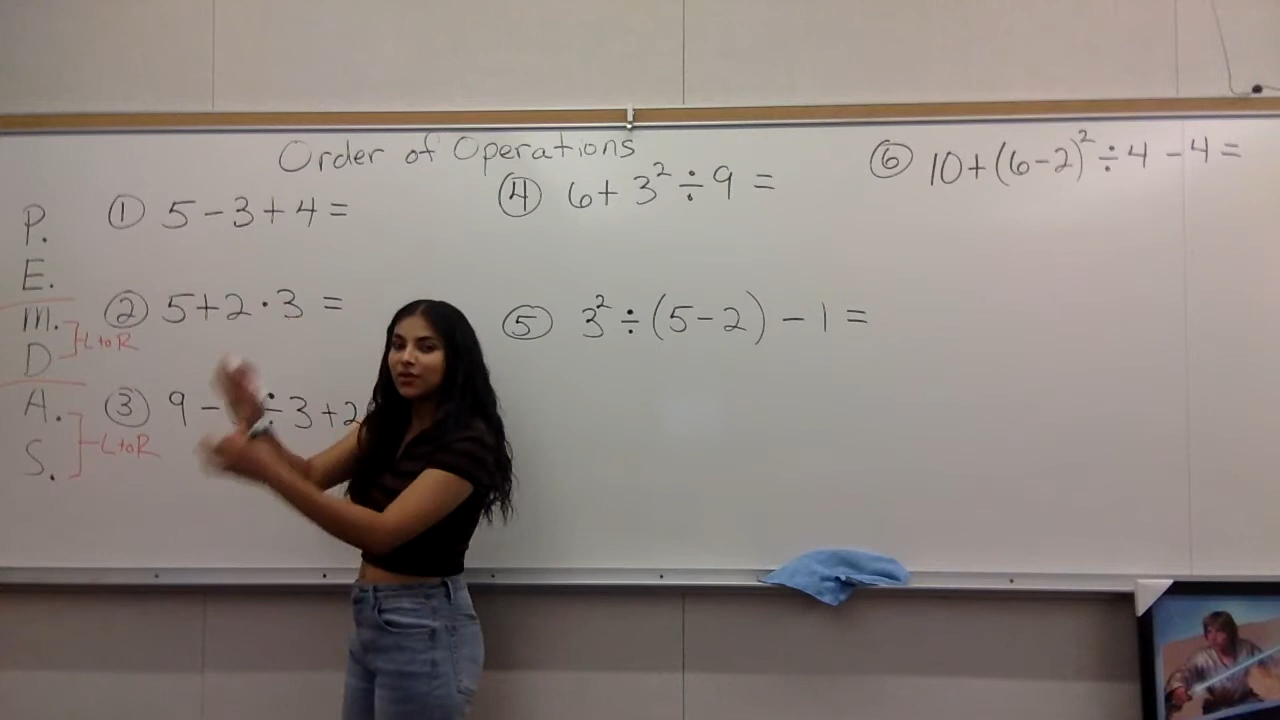 Order of Operations
P.
E.
M.
D
L to R
A.
S.
L to R
① 5 - 3 + 4 =
② 5 + 2 · 3 =
③ 9 - ÷ 3 + 2
④ 6 + 3² ÷ 9 =
⑤ 3² ÷ (5 - 2) - 1 =
⑥ 10 + (6 - 2)² ÷ 4 - 4 =